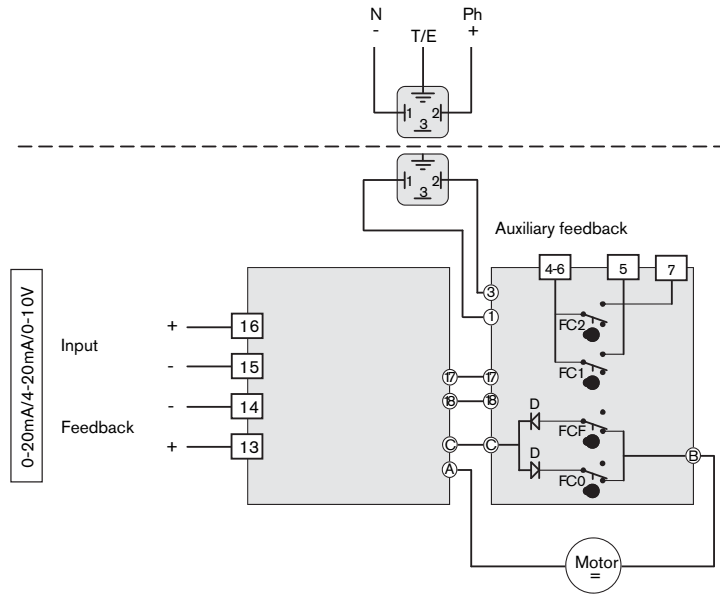 N
-
T/E
Ph
+
1 2
3
1 2
3
Auxiliary feedback
4-6 5 7
0-20mA/4-20mA/0-10V
Input
Feedback
+ 16
- 15
- 14
+ 13
3
1
FC2
FC1
17 17
18 18
C C
A
D
FCF
D
FC0
B
Motor
=